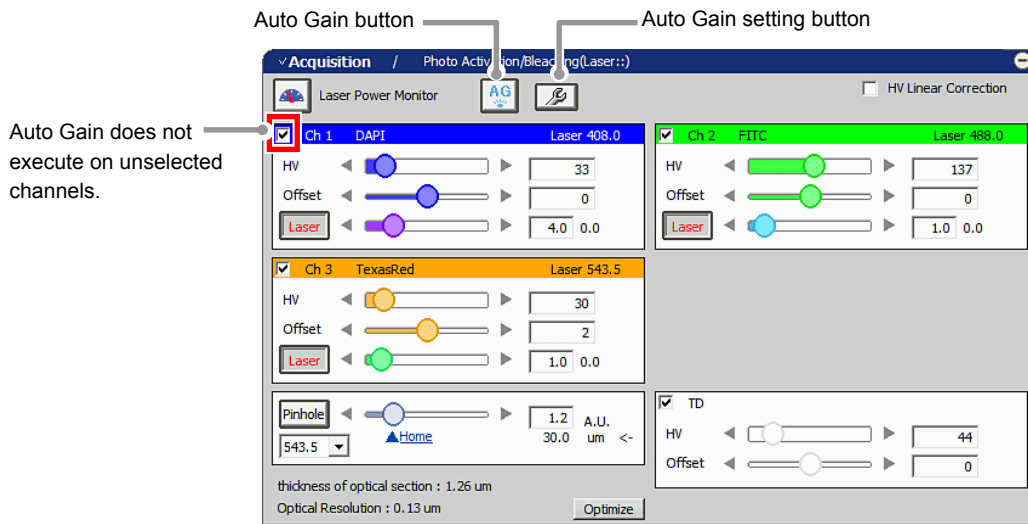 Auto Gain button
Auto Gain setting button
✓Acquisition / Photo Activation/Bleaching(Laser::)
Laser Power Monitor
AG
HV Linear Correction
Auto Gain does not
execute on unselected
channels.
Ch 1 DAPI Laser 408.0
HV 33
Offset 0
Laser 4.0 0.0
Ch 2 FITC Laser 488.0
HV 137
Offset 0
Laser 1.0 0.0
Ch 3 TexasRed Laser 543.5
HV 30
Offset 2
Laser 1.0 0.0
Pinhole 1.2 A.U.
Home 30.0 um <-
543.5
TD
HV 44
Offset 0
thickness of optical section : 1.26 um
Optical Resolution : 0.13 um
Optimize